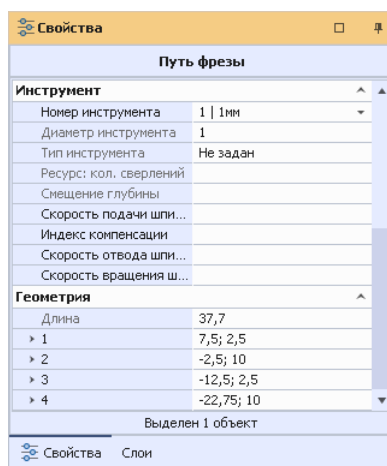 Свойства
Путь фрезы
Инструмент
Номер инструмента 1 | 1мм
Диаметр инструмента 1
Тип инструмента Не задан
Ресурс: кол. сверлений
Смещение глубины
Скорость подачи шпи...
Индекс компенсации
Скорость отвода шпи...
Скорость вращения ш...
Геометрия
Длина 37,7
1 7,5; 2,5
2 -2,5; 10
3 -12,5; 2,5
4 -22,75; 10
Выделен 1 объект
Свойства Слои